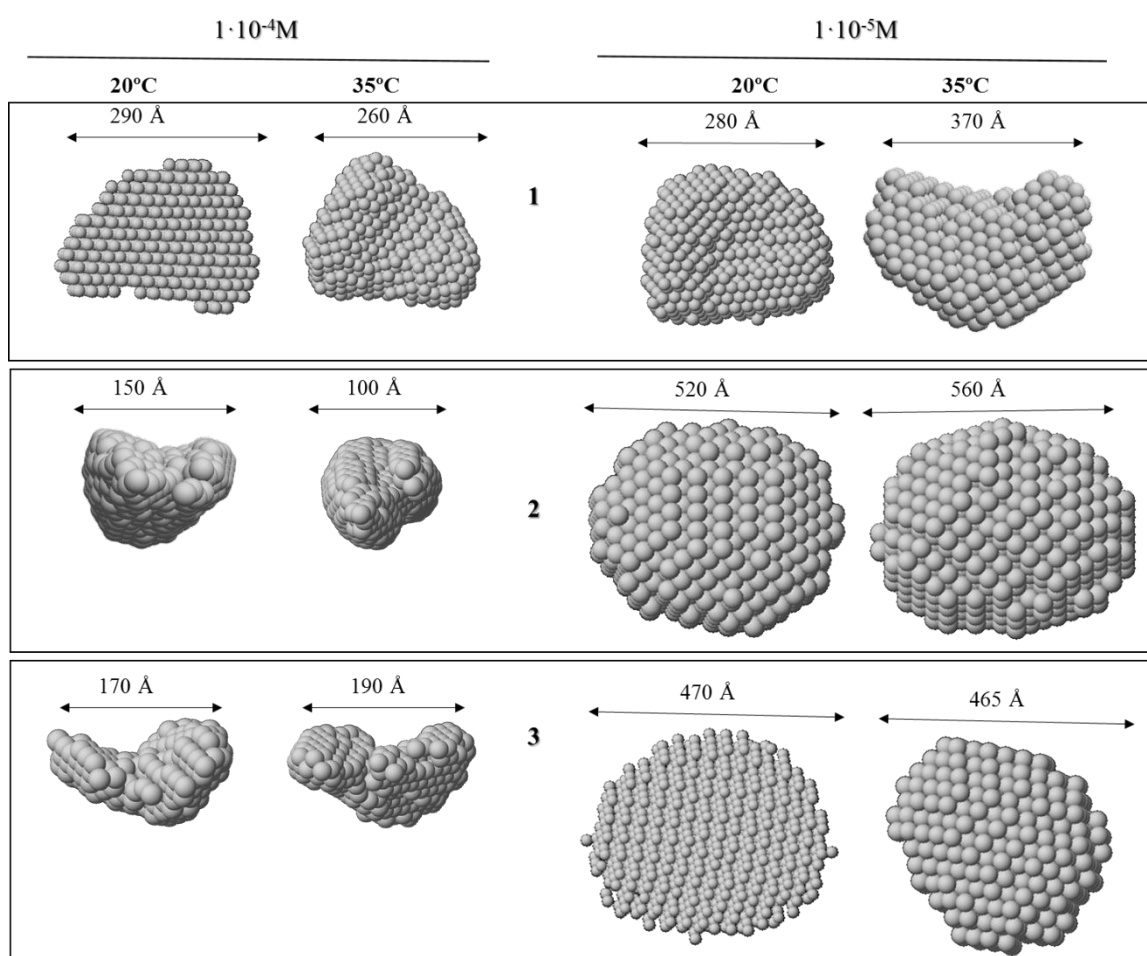 1·10⁻⁴M 1·10⁻⁵M
20ºC 35ºC 20ºC 35ºC
290 Å 260 Å 280 Å 370 Å
1
150 Å 100 Å 520 Å 560 Å
2
170 Å 190 Å 470 Å 465 Å
3